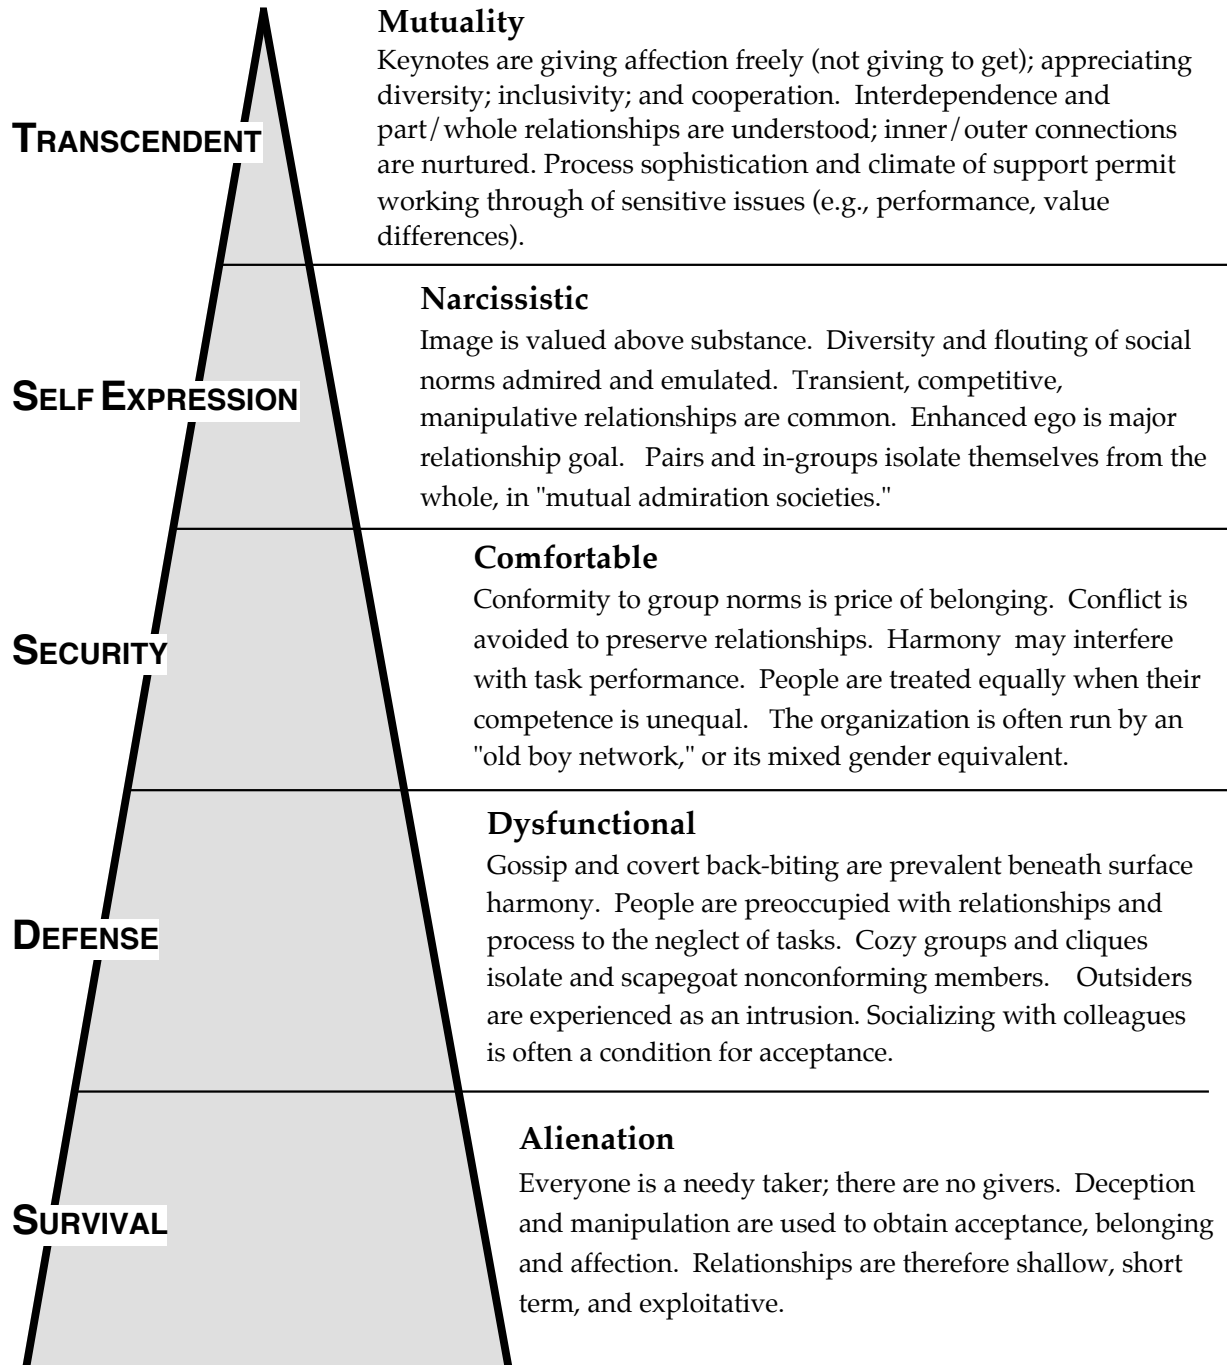 Mutuality
Keynotes are giving affection freely (not giving to get); appreciating
diversity; inclusivity; and cooperation.  Interdependence and
part/whole relationships are understood; inner/outer connections
are nurtured. Process sophistication and climate of support permit
working through of sensitive issues (e.g., performance, value
differences).
TRANSCENDENT
Narcissistic
Image is valued above substance.  Diversity and flouting of social
norms admired and emulated.  Transient, competitive,
manipulative relationships are common.  Enhanced ego is major
relationship goal.   Pairs and in-groups isolate themselves from the
whole, in "mutual admiration societies."
SELF EXPRESSION
Comfortable
Conformity to group norms is price of belonging.  Conflict is
avoided to preserve relationships.  Harmony  may interfere
with task performance.  People are treated equally when their
competence is unequal.   The organization is often run by an
"old boy network," or its mixed gender equivalent.
SECURITY
Dysfunctional
Gossip and covert back-biting are prevalent beneath surface
harmony.  People are preoccupied with relationships and
process to the neglect of tasks.  Cozy groups and cliques
isolate and scapegoat nonconforming members.    Outsiders
are experienced as an intrusion. Socializing with colleagues
is often a condition for acceptance.
DEFENSE
Alienation
Everyone is a needy taker; there are no givers.  Deception
and manipulation are used to obtain acceptance, belonging
and affection.  Relationships are therefore shallow, short
term, and exploitative.
SURVIVAL